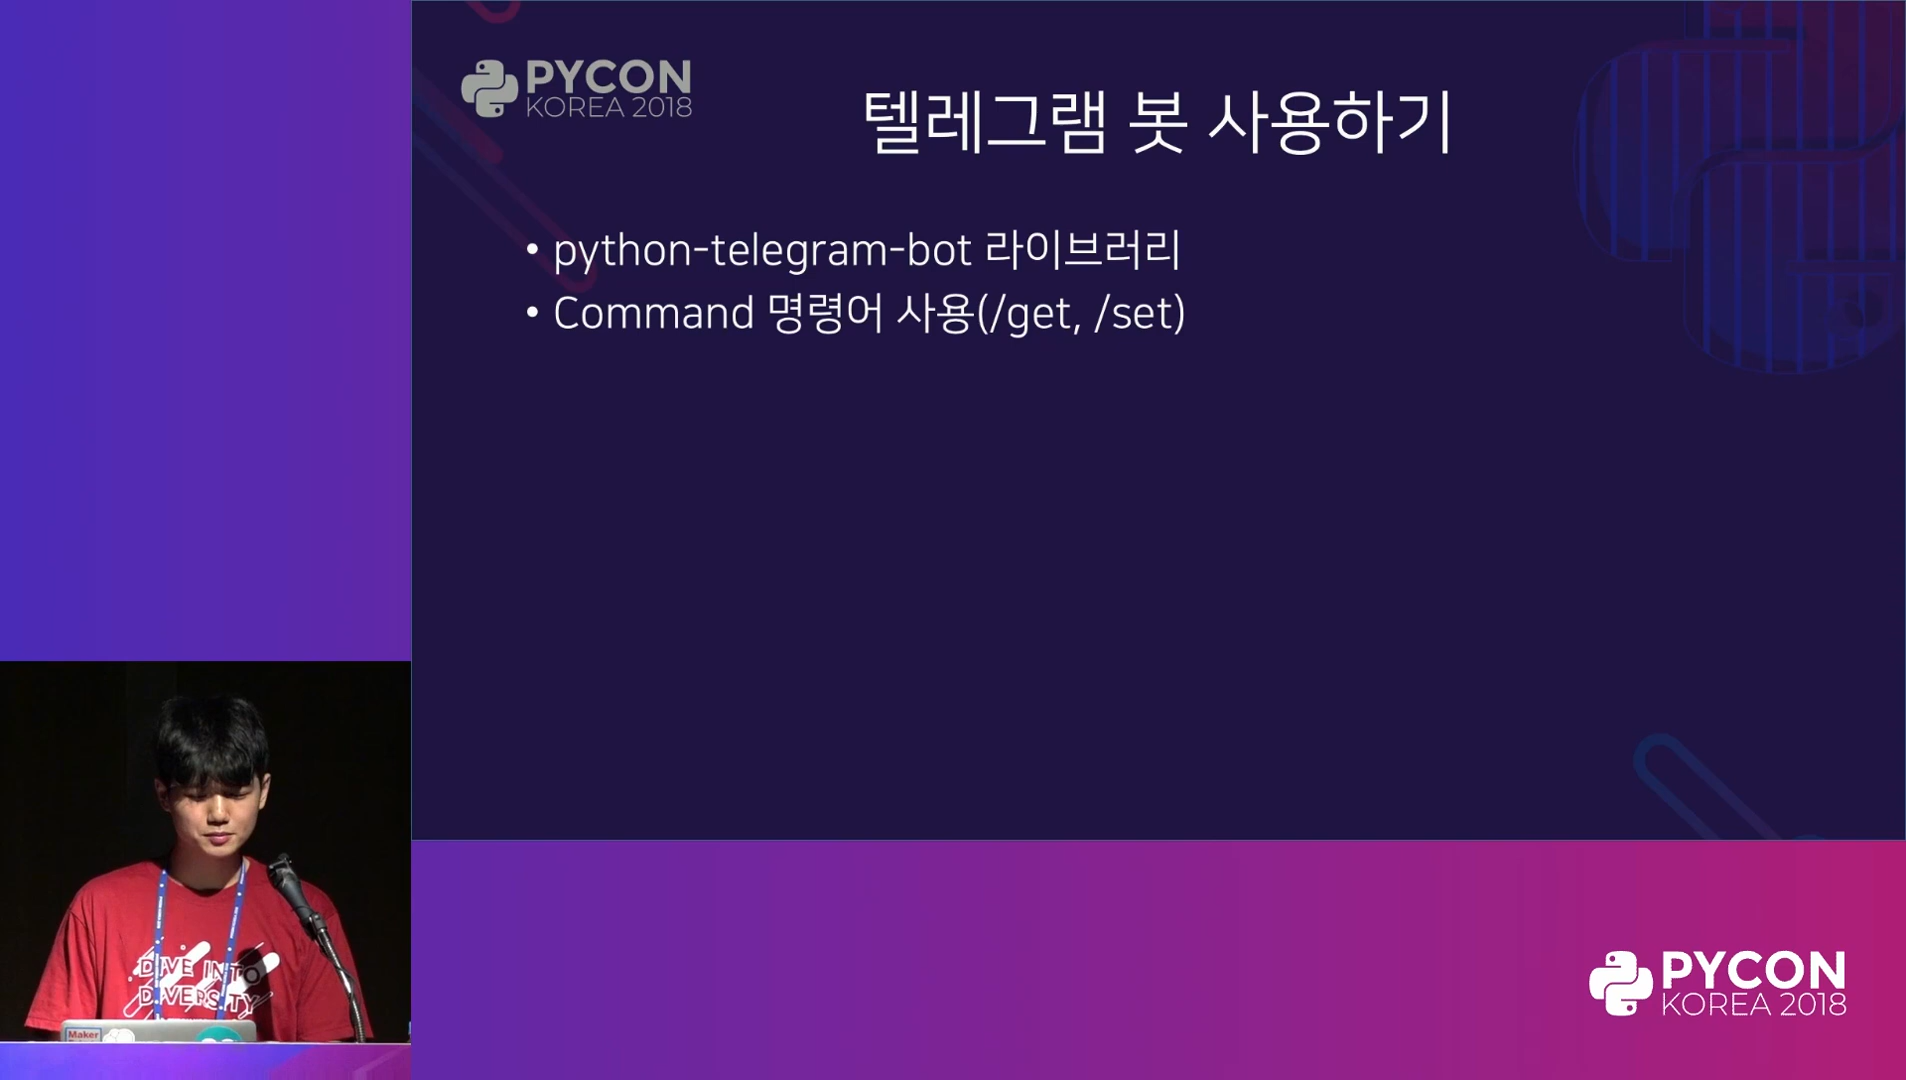 PYCON
KOREA 2018
텔레그램 봇 사용하기
• python-telegram-bot 라이브러리
• Command 명령어 사용(/get, /set)
DIVE INTO
DIVERSITY
Maker
PYCON
KOREA 2018